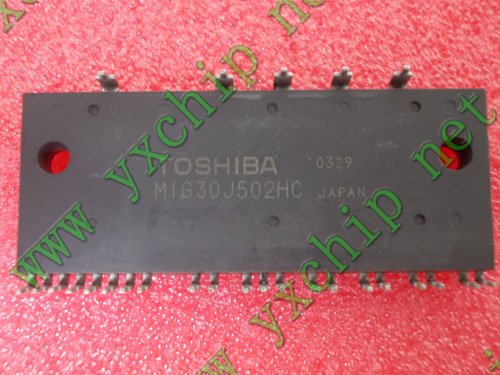 TOSHIBA 0329
MIG30J502HC JAPAN
www yxchip net
www yxchip net